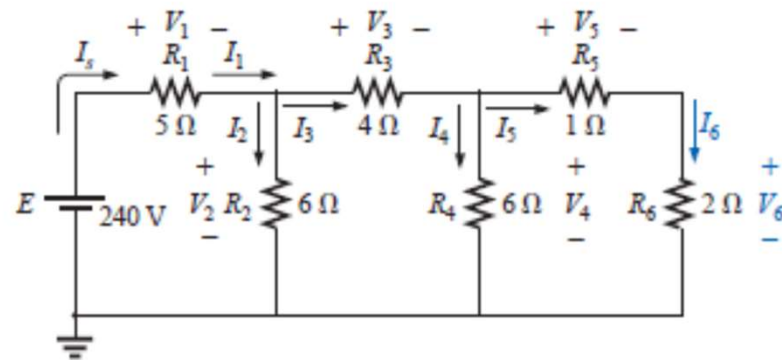 + V₁ − + V₃ − + V₅ −
Iₛ R₁ I₁ R₃ R₅
5 Ω I₂ I₃ 4 Ω I₄ I₅ 1 Ω I₆
+ + +
E 240 V V₂ R₂ 6 Ω R₄ 6 Ω V₄ R₆ 2 Ω V₆
− − −